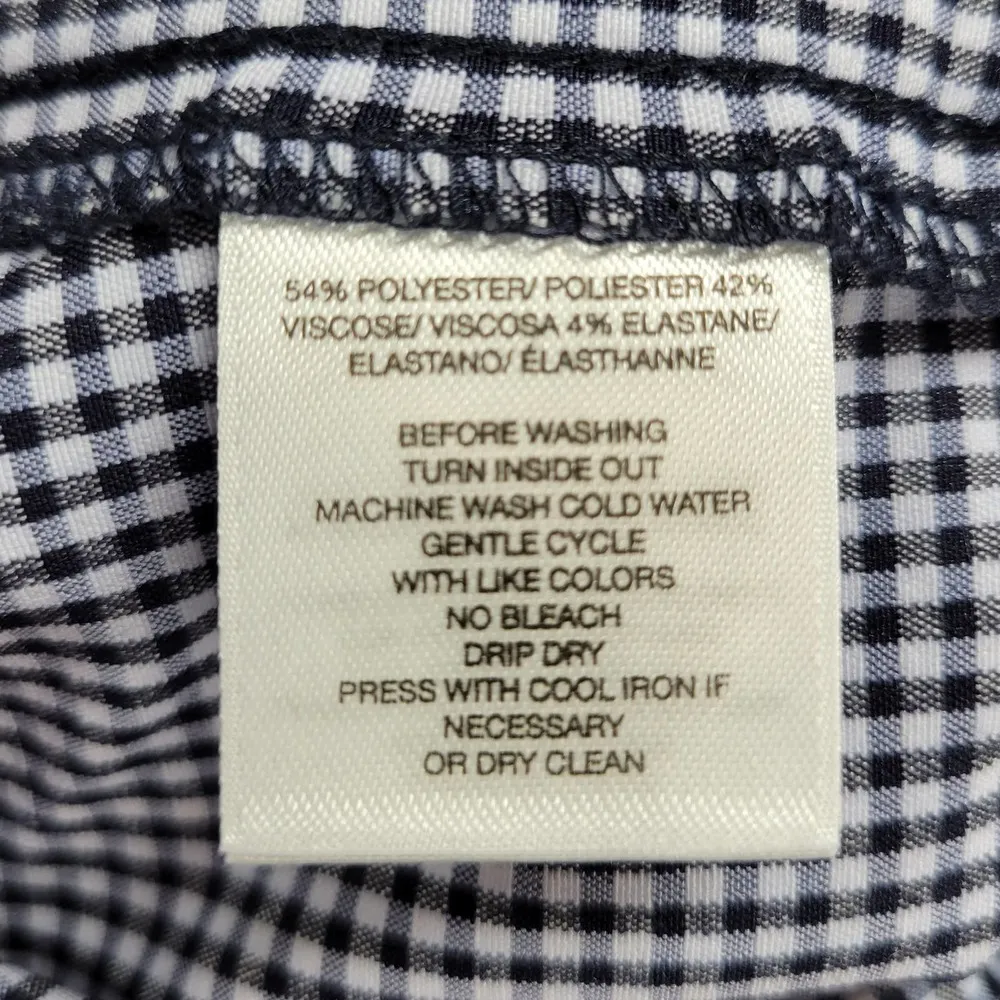 54% POLYESTER/ POLIESTER 42%
VISCOSE/ VISCOSA 4% ELASTANE/
ELASTANO/ ÉLASTHANNE
BEFORE WASHING
TURN INSIDE OUT
MACHINE WASH COLD WATER
GENTLE CYCLE
WITH LIKE COLORS
NO BLEACH
DRIP DRY
PRESS WITH COOL IRON IF
NECESSARY
OR DRY CLEAN